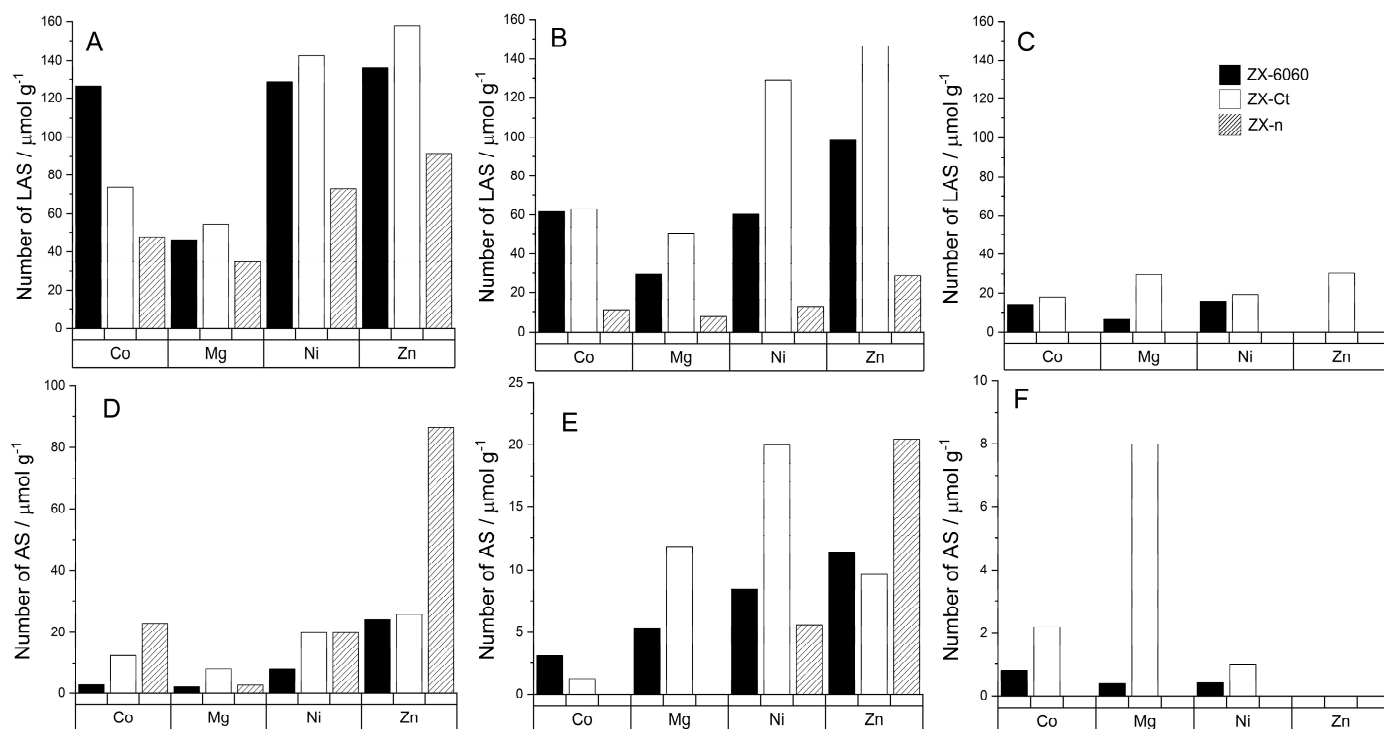 A
Number of LAS / μmol g-1
160
140
120
100
80
60
40
20
0
Co Mg Ni Zn
B
Number of LAS / μmol g-1
160
140
120
100
80
60
40
20
0
Co Mg Ni Zn
C
Number of LAS / μmol g-1
160
140
120
100
80
60
40
20
0
ZX-6060
ZX-Ct
ZX-n
Co Mg Ni Zn
D
Number of AS / μmol g-1
100
80
60
40
20
0
Co Mg Ni Zn
E
Number of AS / μmol g-1
25
20
15
10
5
0
Co Mg Ni Zn
F
Number of AS / μmol g-1
10
8
6
4
2
0
Co Mg Ni Zn